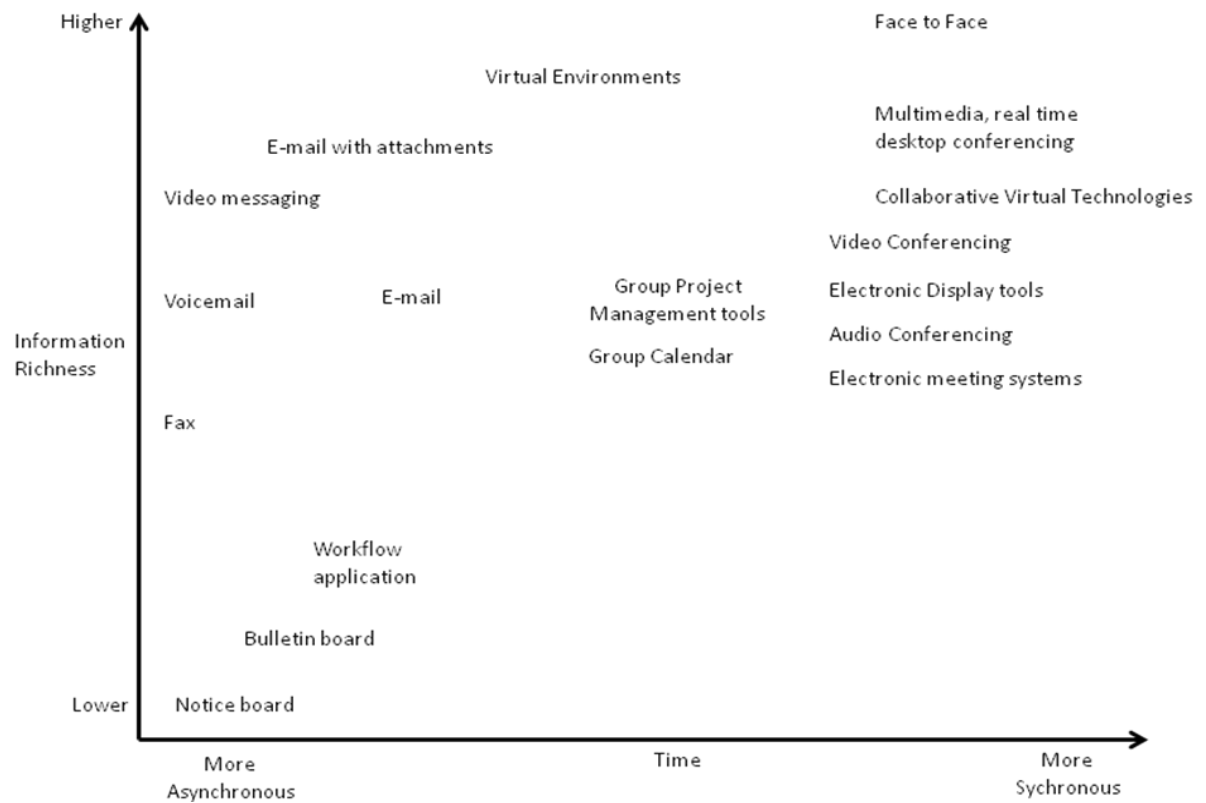 Higher
Face to Face
Virtual Environments
Multimedia, real time
desktop conferencing
E-mail with attachments
Video messaging
Collaborative Virtual Technologies
Video Conferencing
Voicemail
E-mail
Group Project
Management tools
Electronic Display tools
Information
Richness
Audio Conferencing
Group Calendar
Electronic meeting systems
Fax
Workflow
application
Bulletin board
Lower
Notice board
More
Asynchronous
Time
More
Sychronous